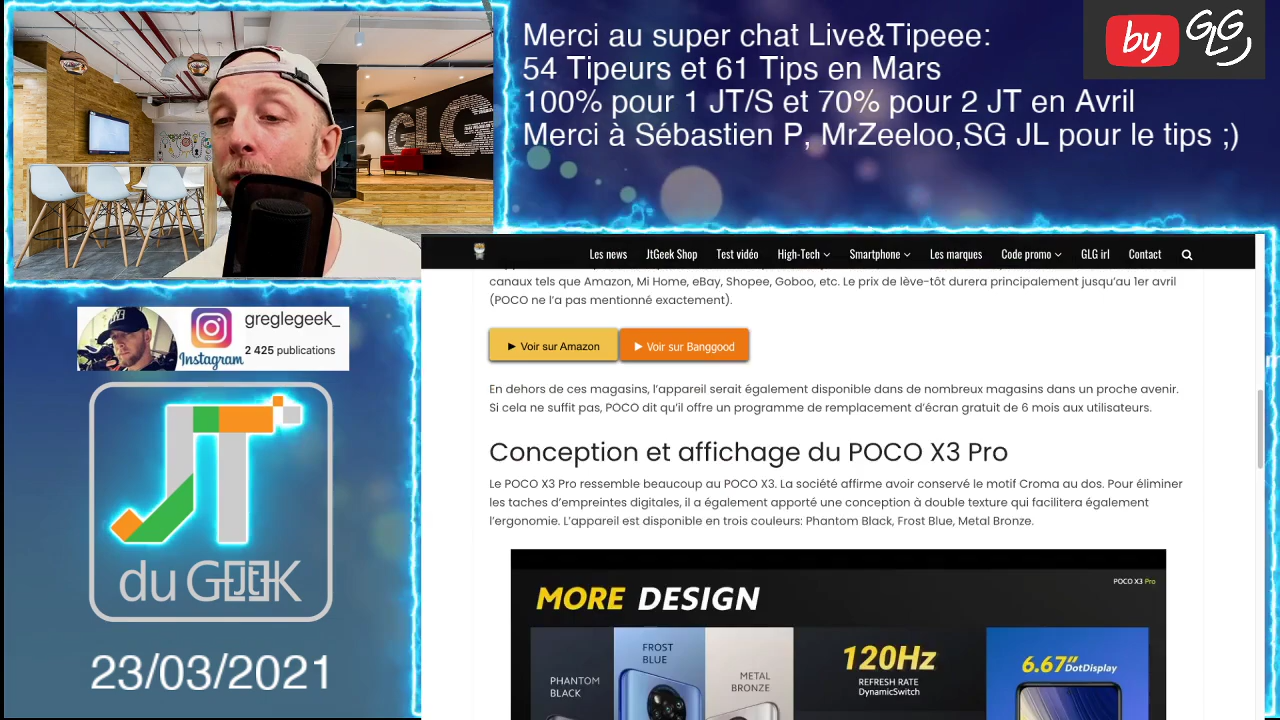 Merci au super chat Live&Tipeee:
54 Tipeurs et 61 Tips en Mars
100% pour 1 JT/S et 70% pour 2 JT en Avril
Merci à Sébastien P, MrZeeloo,SG JL pour le tips ;)
by GLG
GLG
greglegeek_
Instagram
2 425 publications
JT
du GEEK
23/03/2021
Les news JtGeek Shop Test vidéo High-Tech Smartphone Les marques Code promo GLG irl Contact
canaux tels que Amazon, Mi Home, eBay, Shopee, Goboo, etc. Le prix de lève-tôt durera principalement jusqu'au 1er avril
(POCO ne l'a pas mentionné exactement).
► Voir sur Amazon ► Voir sur Banggood
En dehors de ces magasins, l'appareil serait également disponible dans de nombreux magasins dans un proche avenir.
Si cela ne suffit pas, POCO dit qu'il offre un programme de remplacement d'écran gratuit de 6 mois aux utilisateurs.
Conception et affichage du POCO X3 Pro
Le POCO X3 Pro ressemble beaucoup au POCO X3. La société affirme avoir conservé le motif Croma au dos. Pour éliminer
les taches d'empreintes digitales, il a également apporté une conception à double texture qui facilitera également
l'ergonomie. L'appareil est disponible en trois couleurs: Phantom Black, Frost Blue, Metal Bronze.
POCO X3 Pro
MORE DESIGN
PHANTOM
BLACK
FROST
BLUE
METAL
BRONZE
120Hz
REFRESH RATE
DynamicSwitch
6.67” DotDisplay